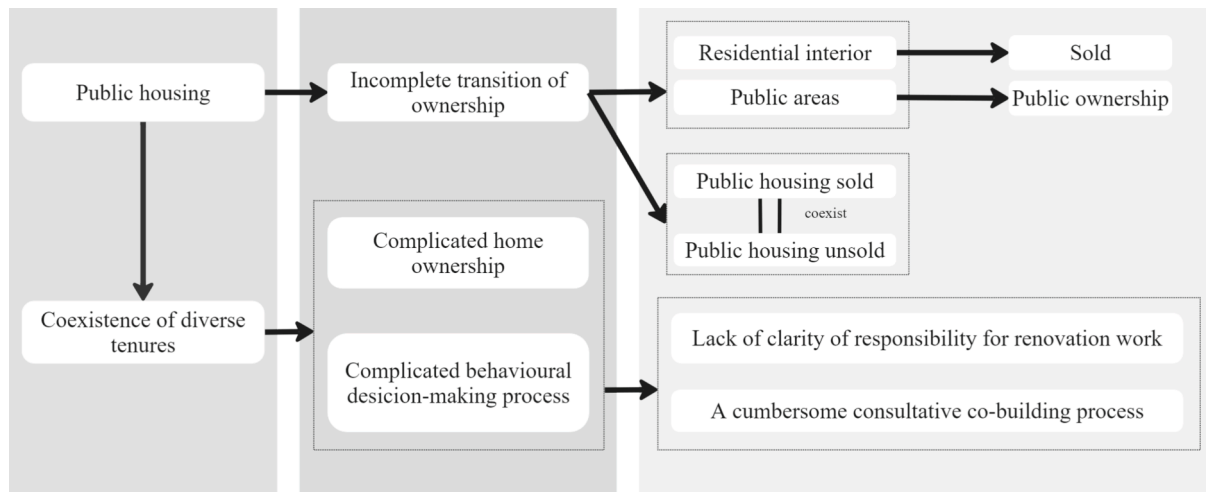 Public housing
Incomplete transition of
ownership
Residential interior
Sold
Public areas
Public ownership
Public housing sold
coexist
Public housing unsold
Complicated home
ownership
Coexistence of diverse
tenures
Complicated behavioural
desicion-making process
Lack of clarity of responsibility for renovation work
A cumbersome consultative co-building process